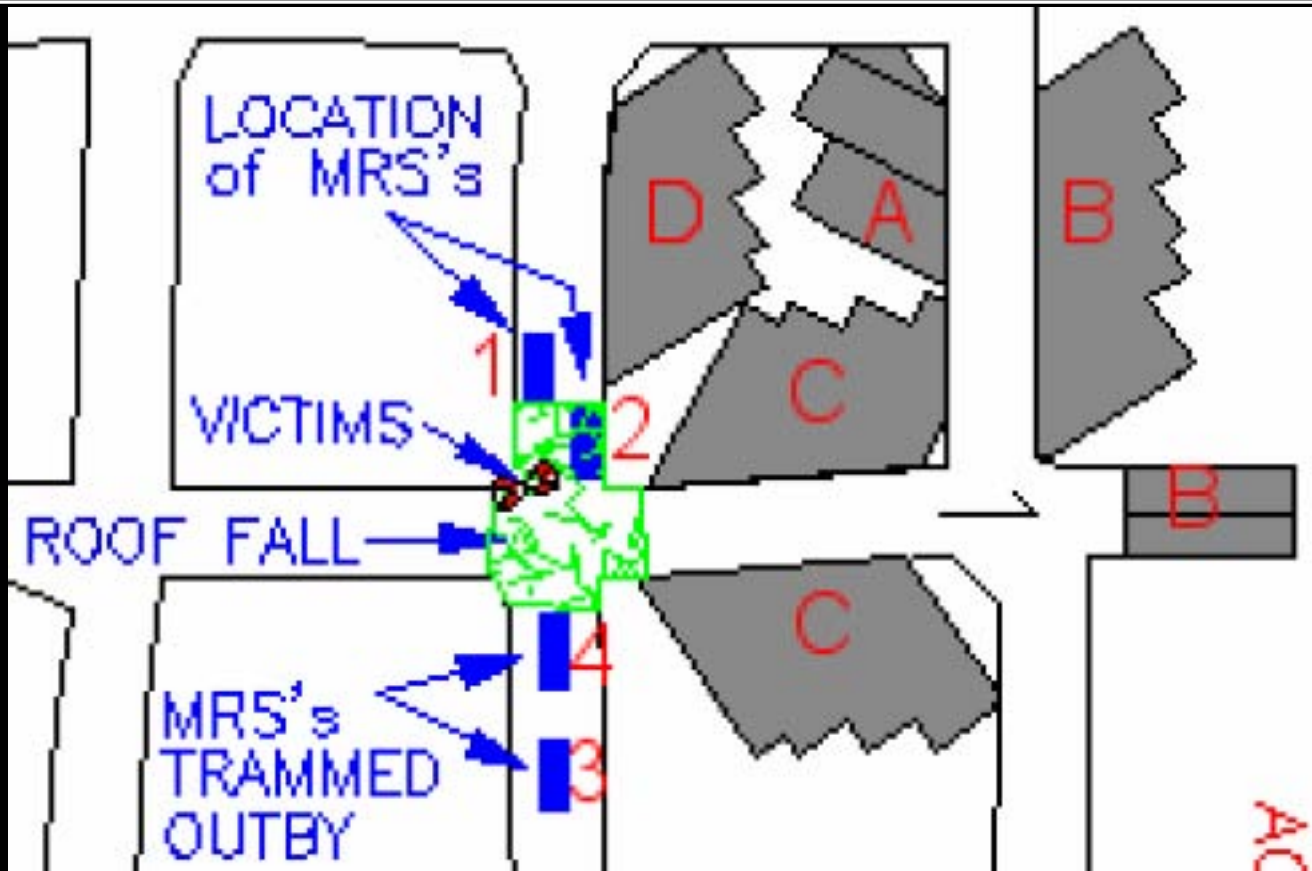 LOCATION
of MRS's
D
A
B
1
C
2
VICTIMS
B
ROOF FALL
C
4
MRS's
TRAMMED
OUTBY
3